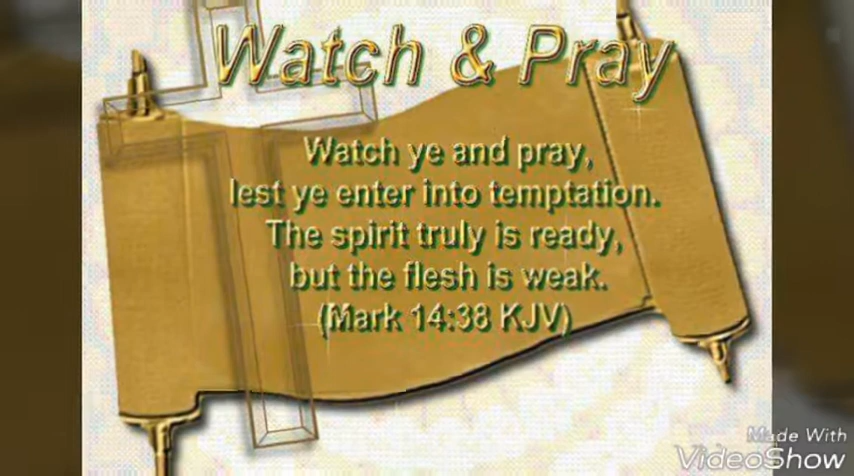 Watch & Pray
Watch ye and pray,
lest ye enter into temptation.
The spirit truly is ready,
but the flesh is weak.
(Mark 14:38 KJV)
Made With
VideoShow